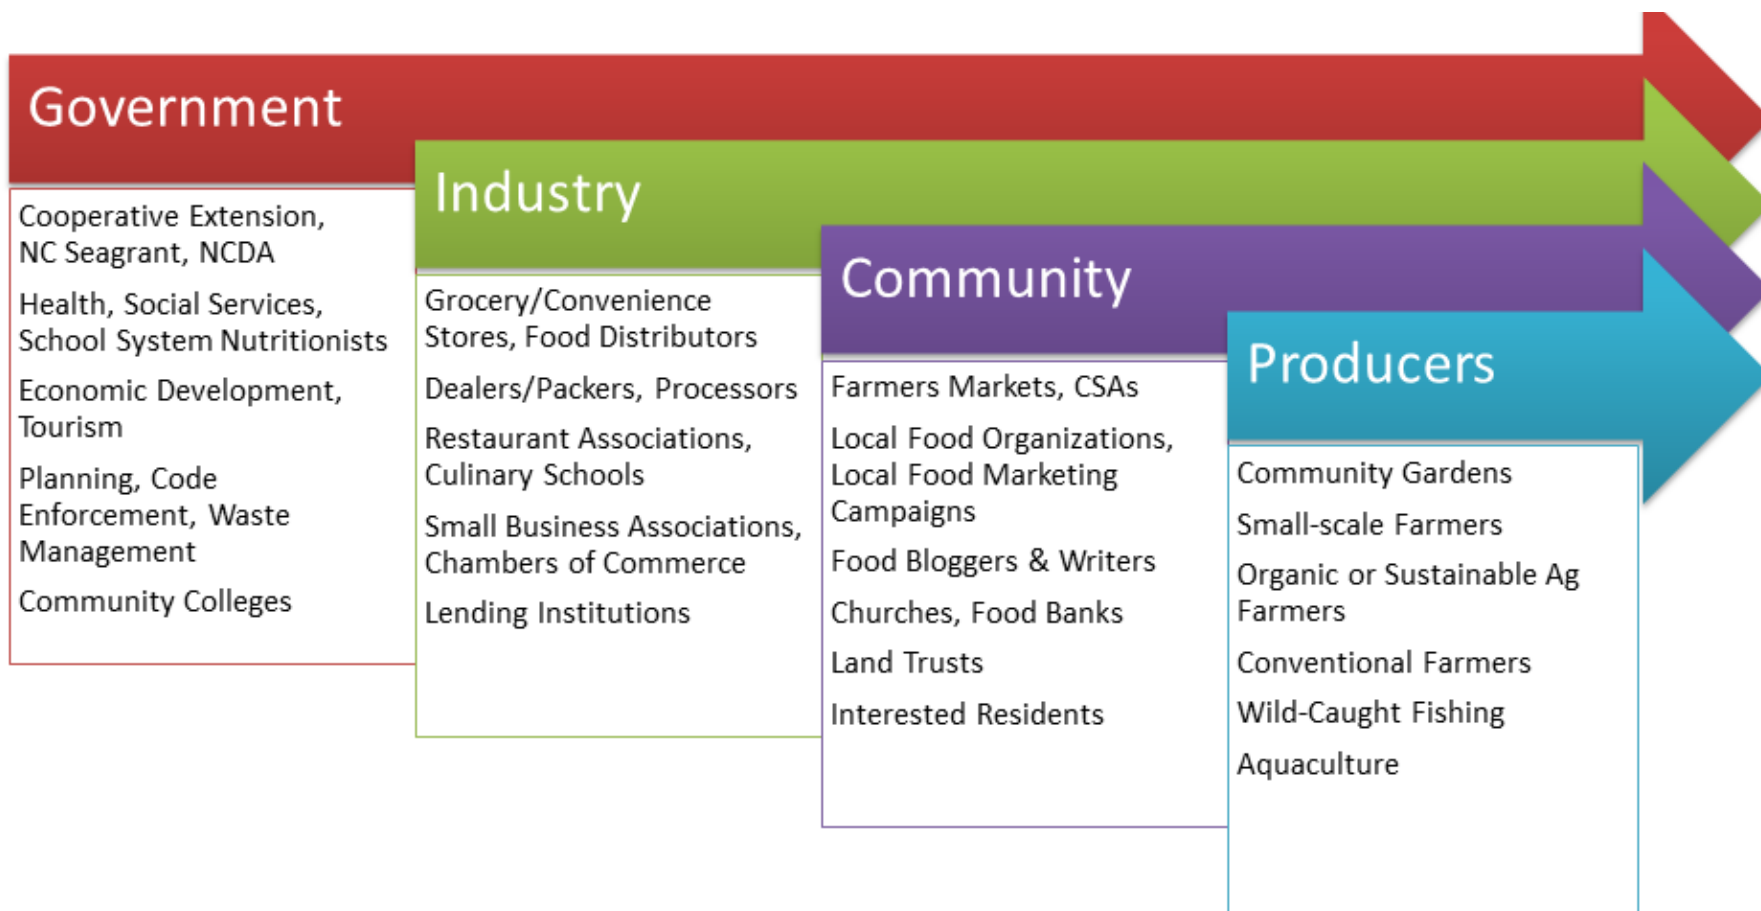 Government
Cooperative Extension,
NC Seagrant, NCDA
Health, Social Services,
School System Nutritionists
Economic Development,
Tourism
Planning, Code
Enforcement, Waste
Management
Community Colleges
Industry
Grocery/Convenience
Stores, Food Distributors
Dealers/Packers, Processors
Restaurant Associations,
Culinary Schools
Small Business Associations,
Chambers of Commerce
Lending Institutions
Community
Farmers Markets, CSAs
Local Food Organizations,
Local Food Marketing
Campaigns
Food Bloggers & Writers
Churches, Food Banks
Land Trusts
Interested Residents
Producers
Community Gardens
Small-scale Farmers
Organic or Sustainable Ag
Farmers
Conventional Farmers
Wild-Caught Fishing
Aquaculture